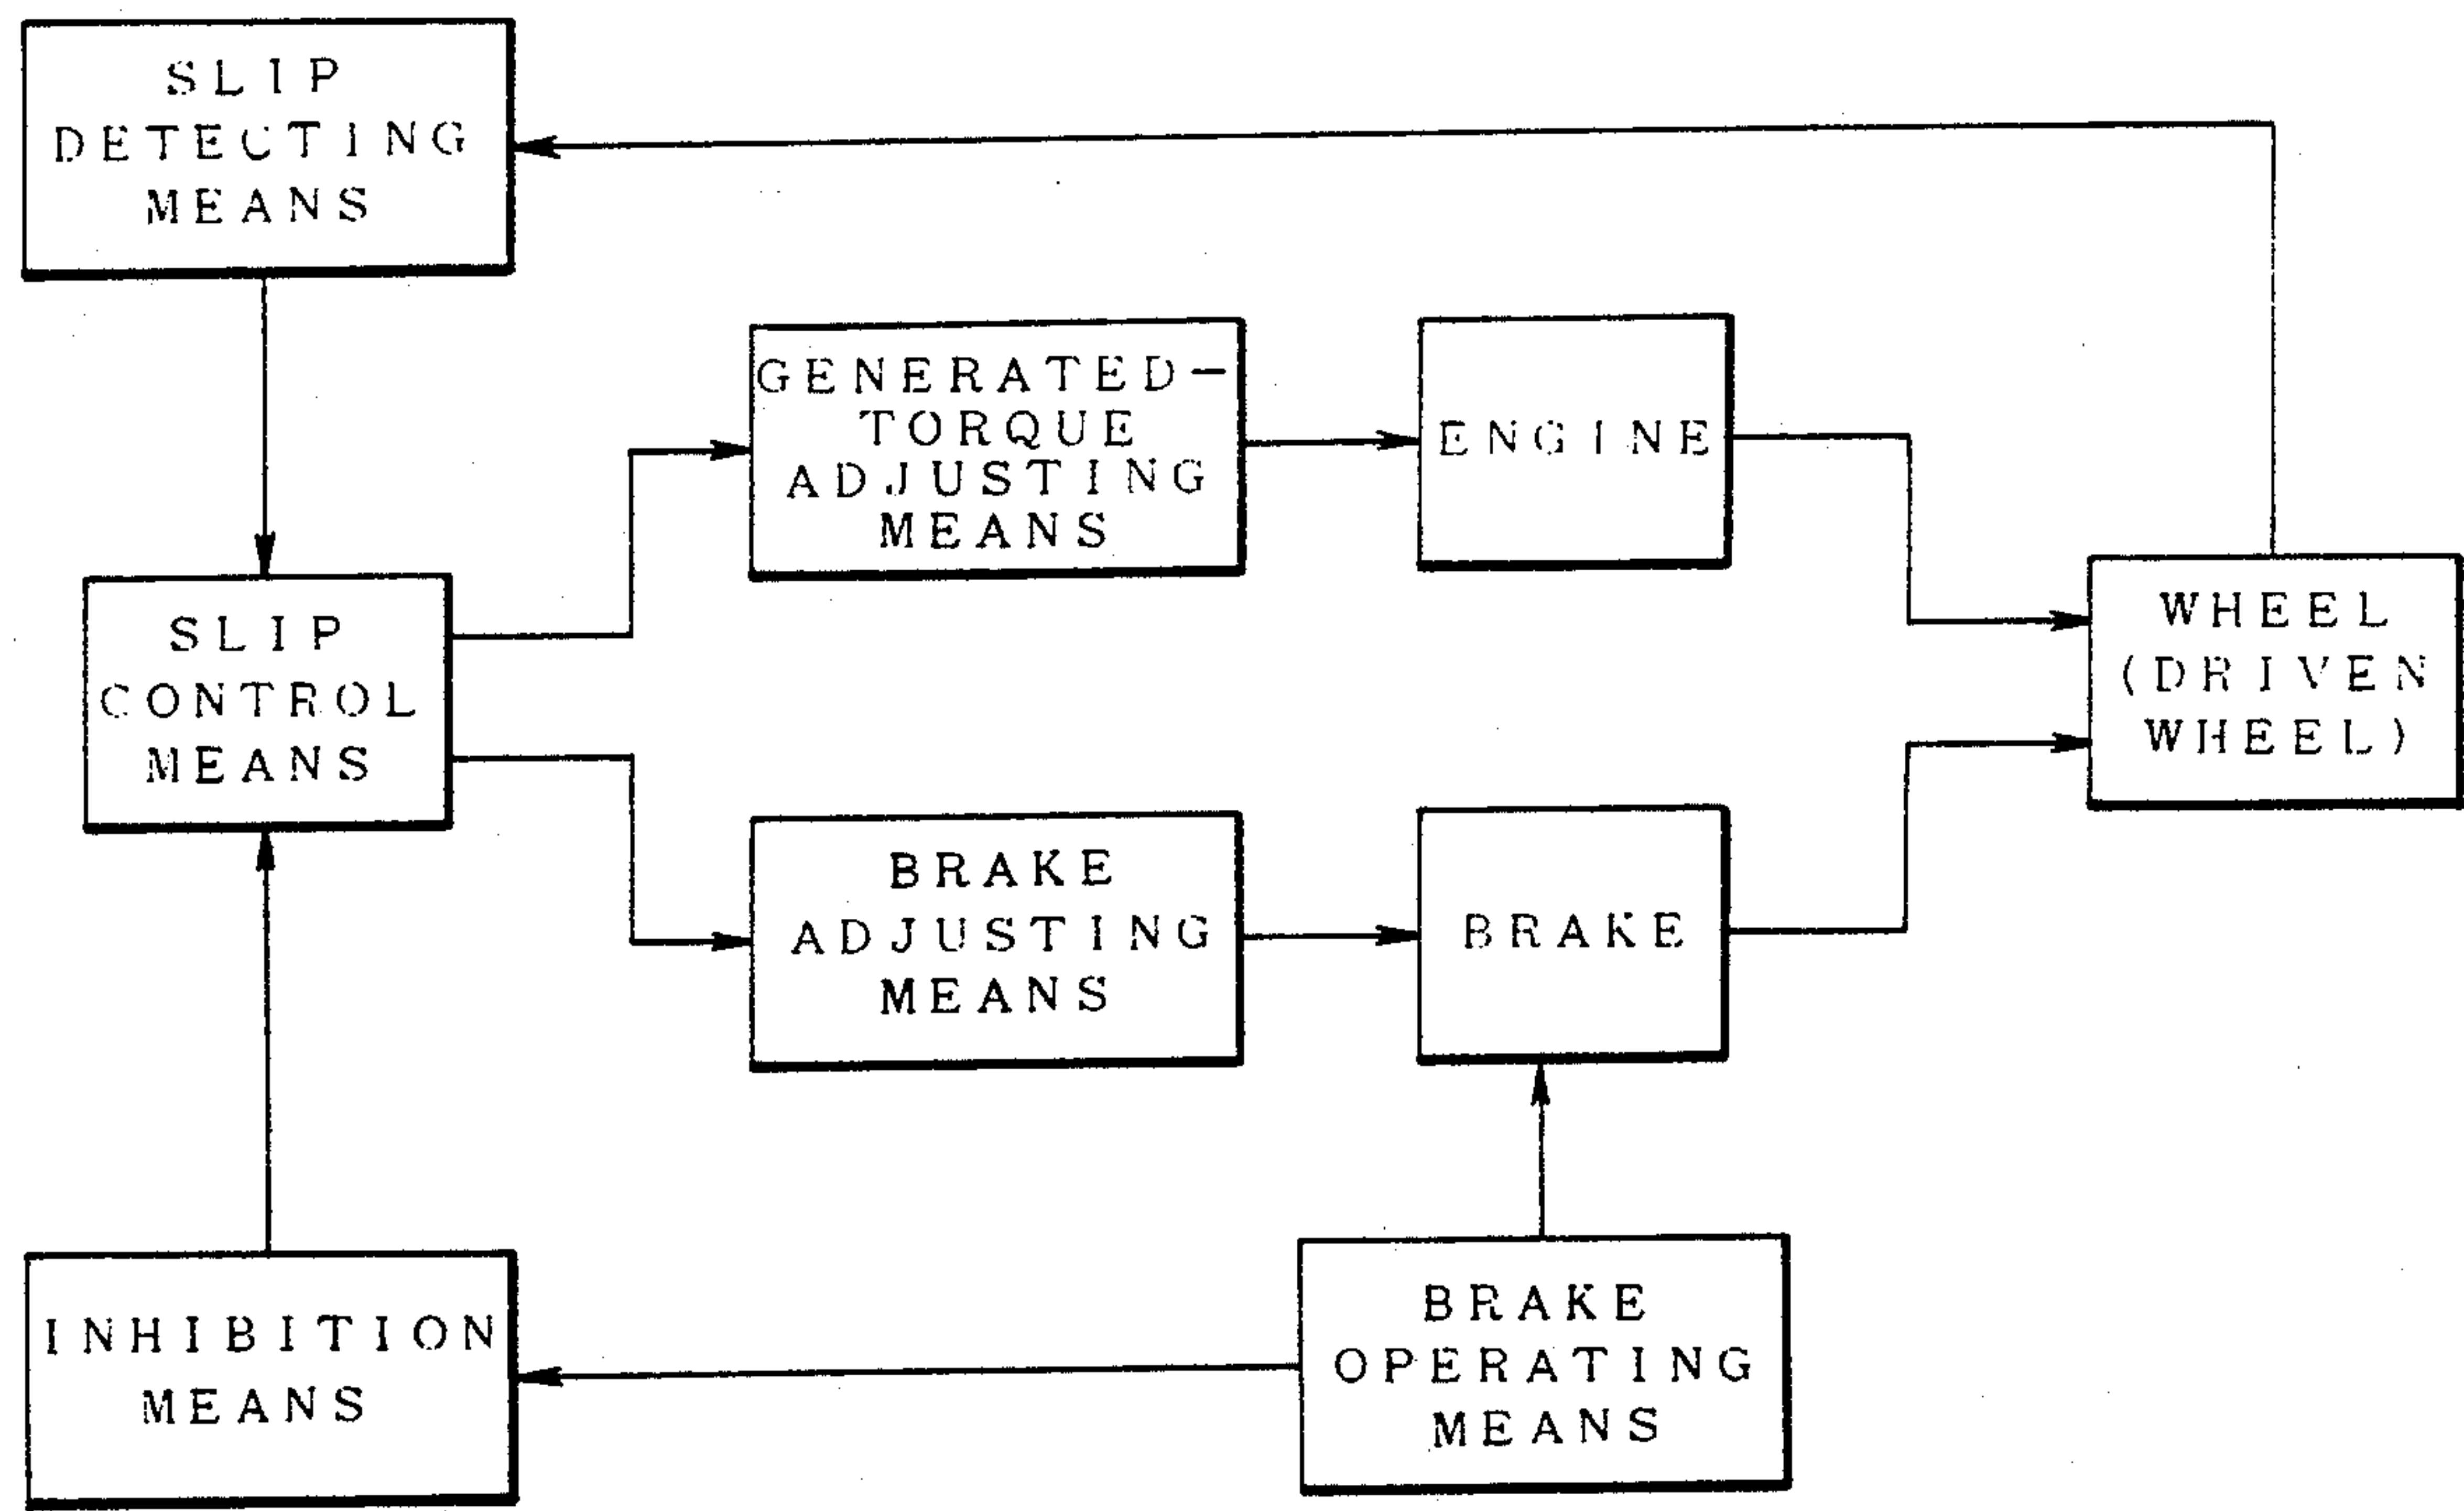 SLIP
DETECTING
MEANS
GENERATED-
TORQUE
ADJUSTING
MEANS
ENGINE
SLIP
CONTROL
MEANS
WHEEL
(DRIVEN
WHEEL)
BRAKE
ADJUSTING
MEANS
BRAKE
INHIBITION
MEANS
BRAKE
OPERATING
MEANS